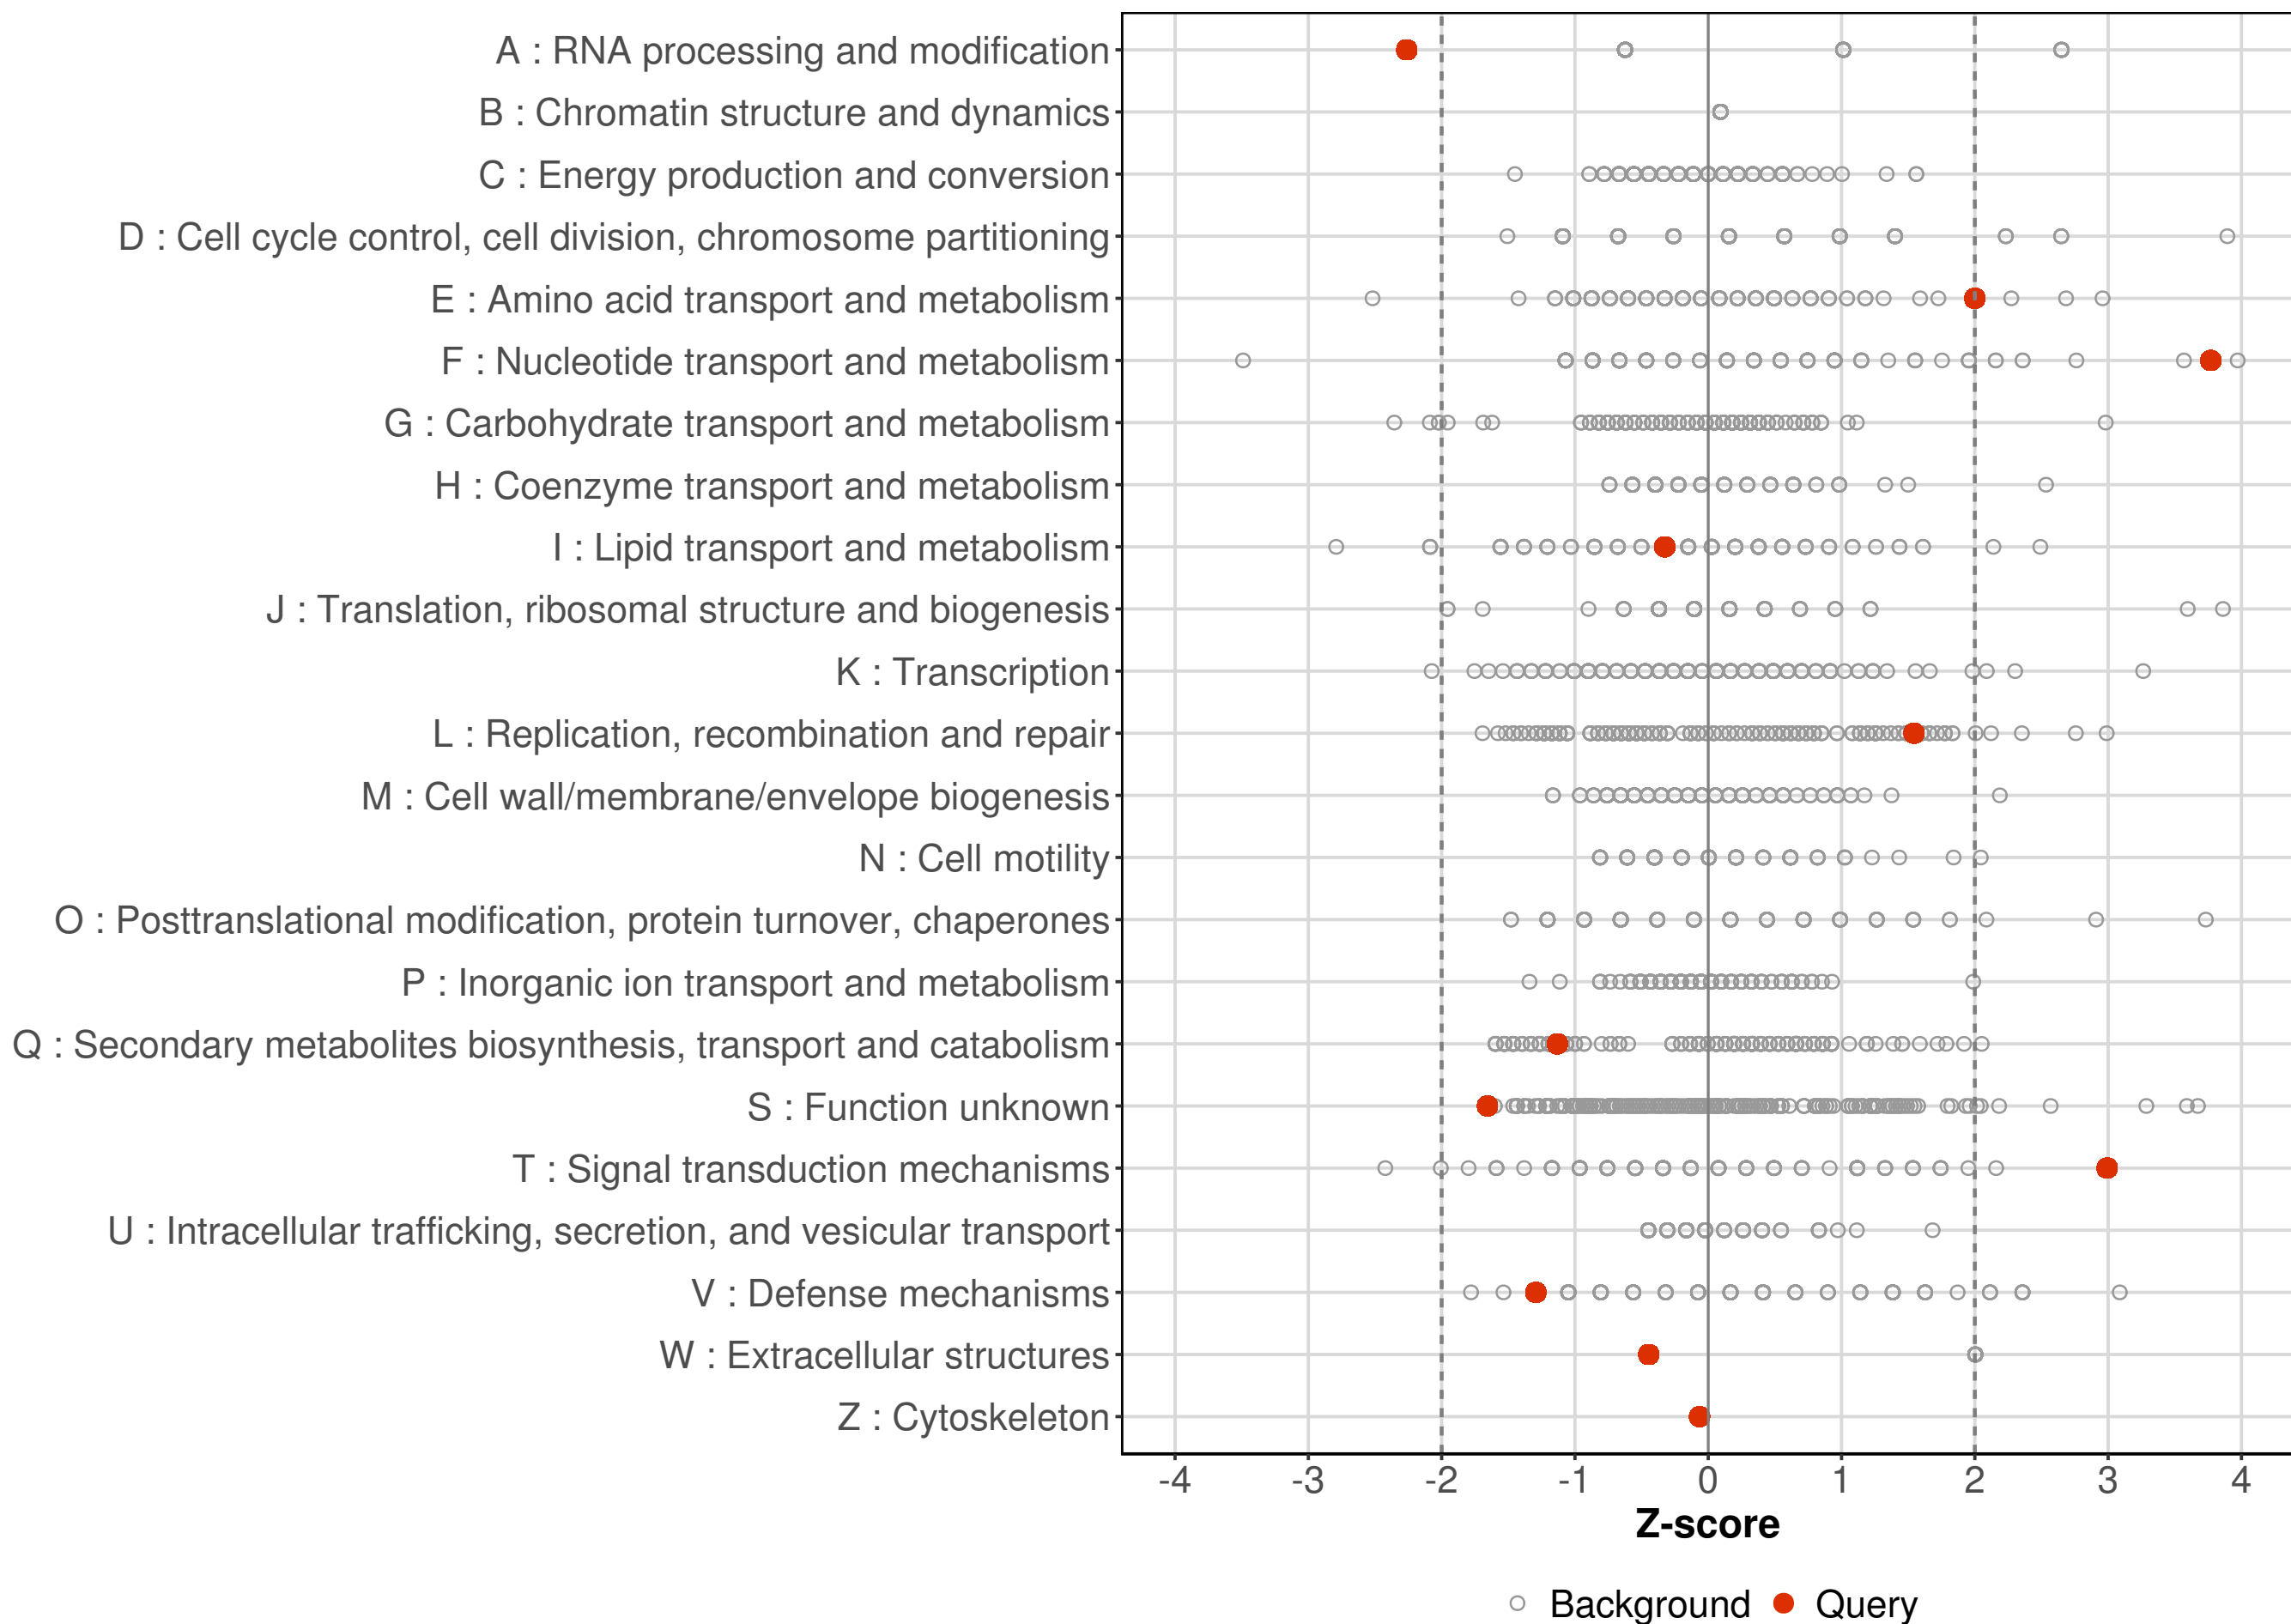 A : RNA processing and modification
B : Chromatin structure and dynamics
C : Energy production and conversion
D : Cell cycle control, cell division, chromosome partitioning
E : Amino acid transport and metabolism
F : Nucleotide transport and metabolism
G : Carbohydrate transport and metabolism
H : Coenzyme transport and metabolism
I : Lipid transport and metabolism
J : Translation, ribosomal structure and biogenesis
K : Transcription
L : Replication, recombination and repair
M : Cell wall/membrane/envelope biogenesis
N : Cell motility
O : Posttranslational modification, protein turnover, chaperones
P : Inorganic ion transport and metabolism
Q : Secondary metabolites biosynthesis, transport and catabolism
S : Function unknown
T : Signal transduction mechanisms
U : Intracellular trafficking, secretion, and vesicular transport
V : Defense mechanisms
W : Extracellular structures
Z : Cytoskeleton
-4 -3 -2 -1 0 1 2 3 4
Z-score
Background Query